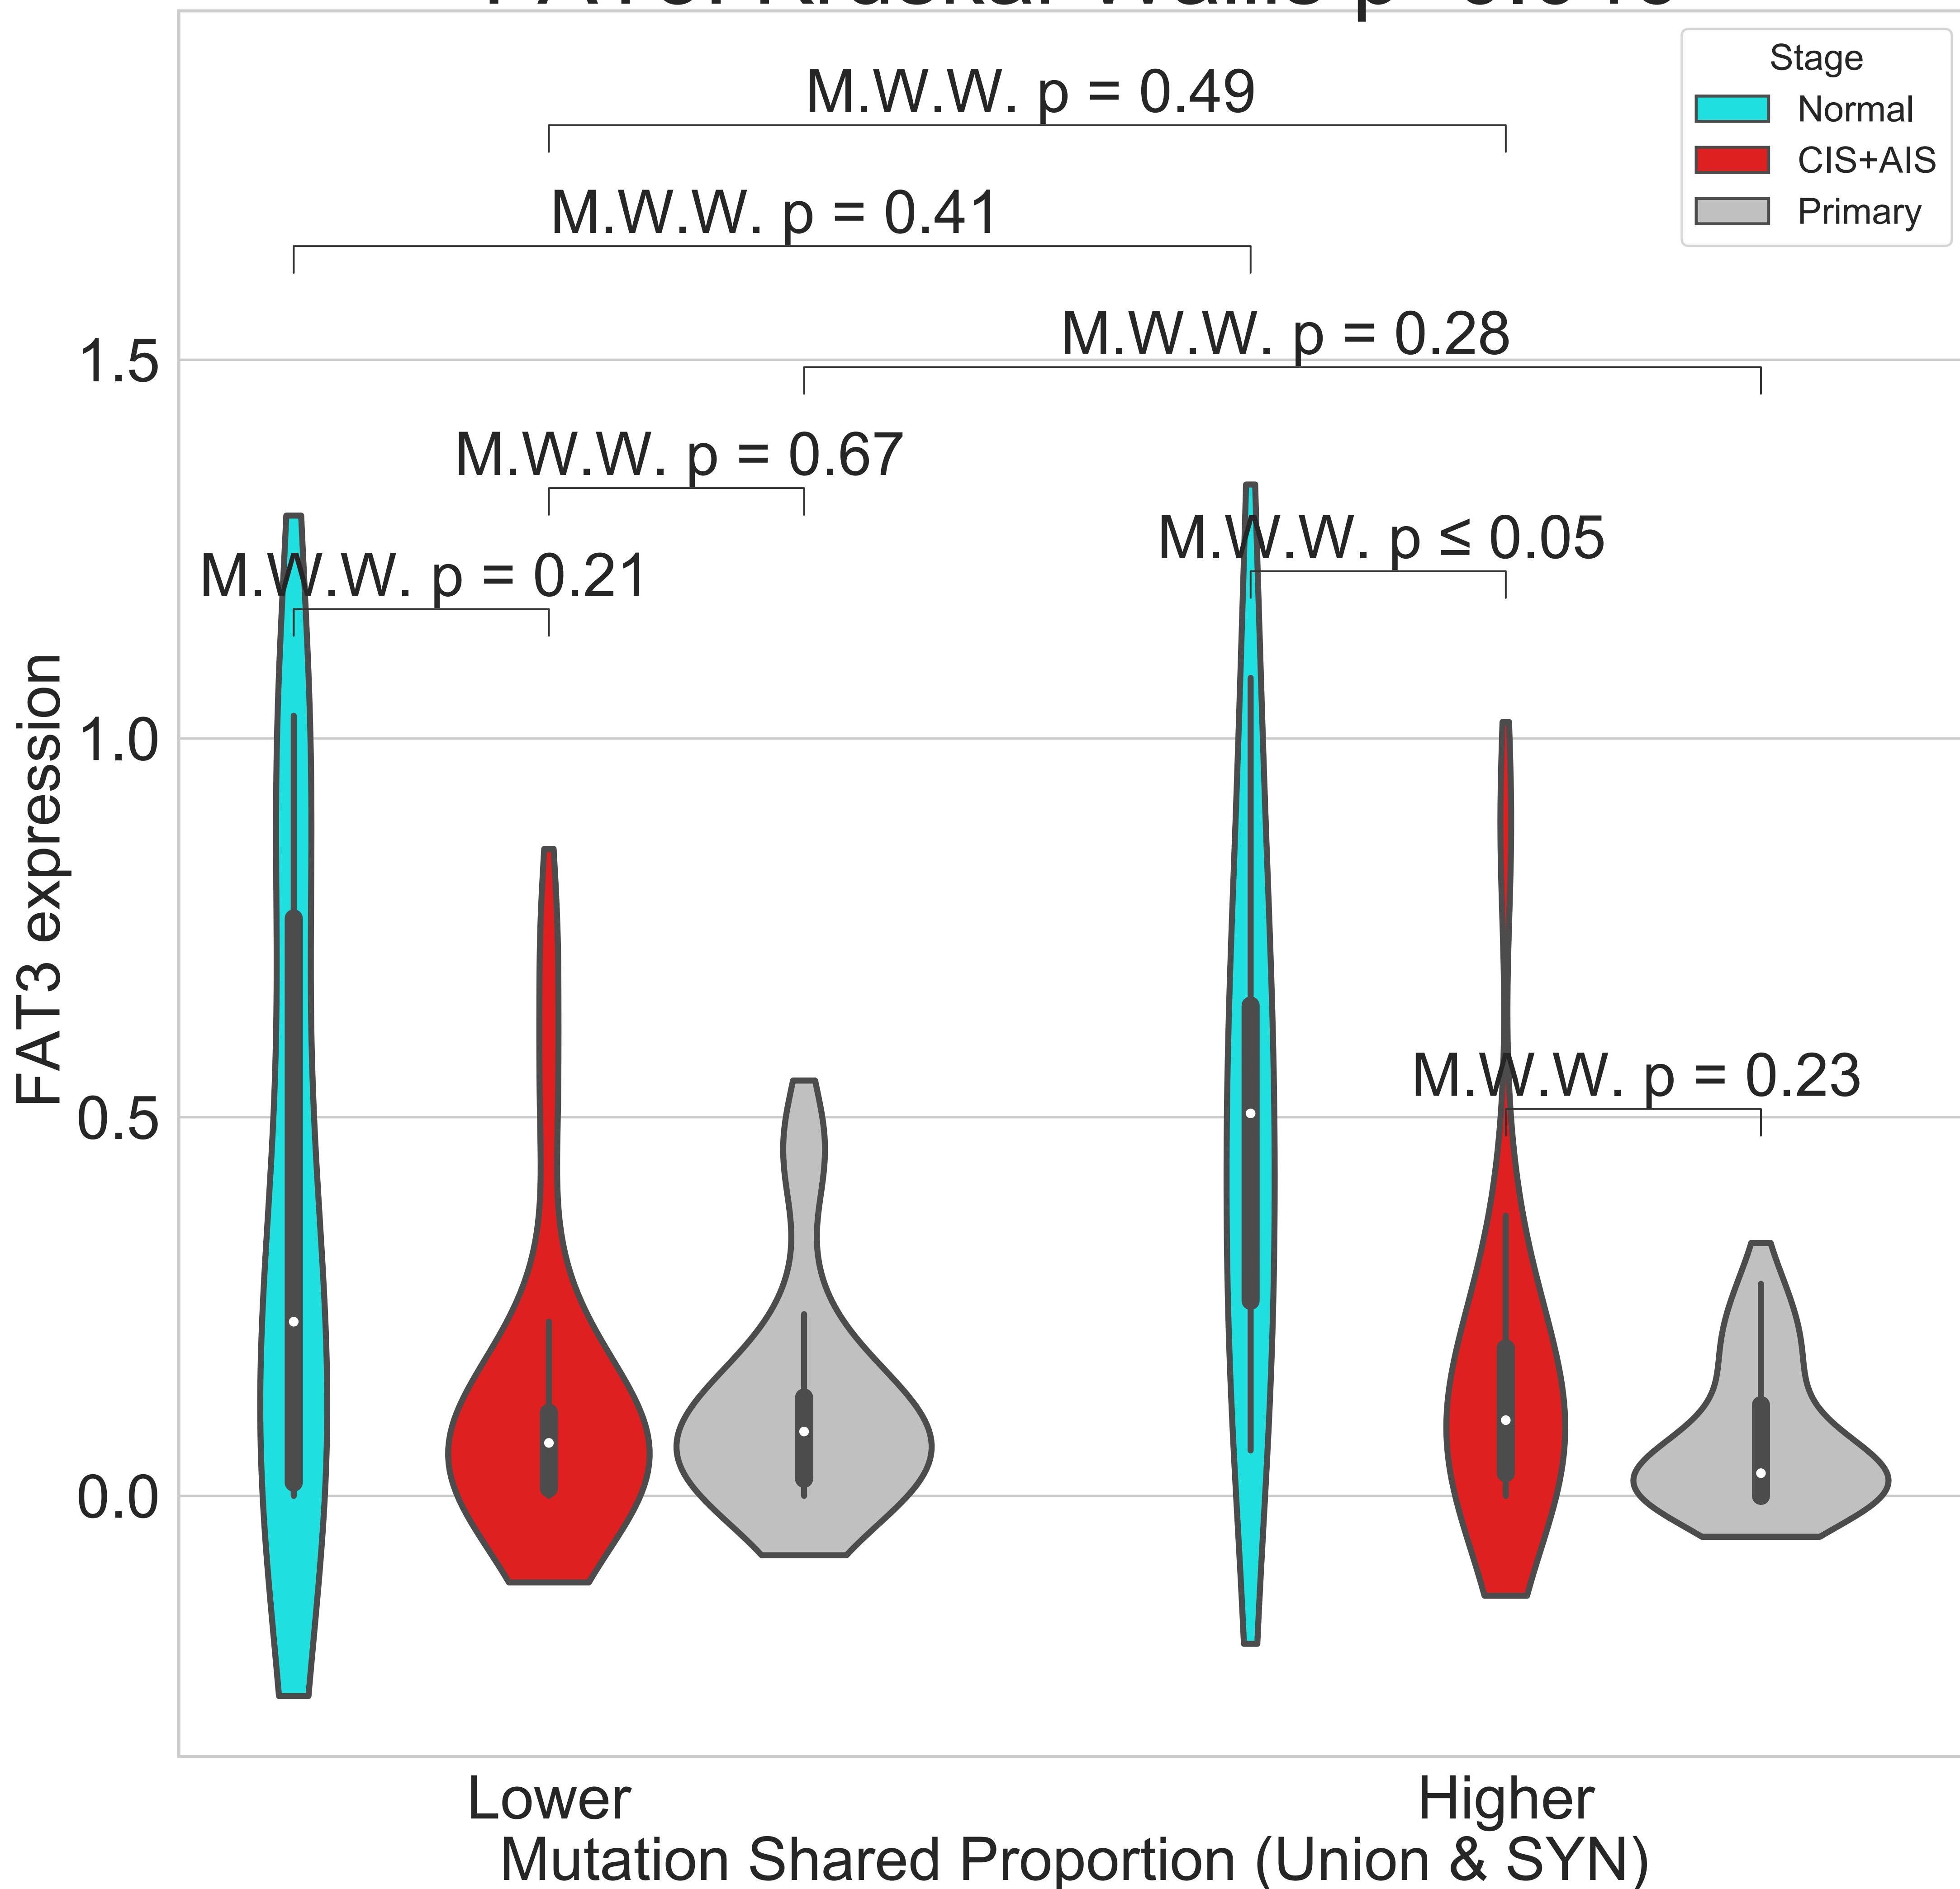 Stage
Normal
CIS+AIS
Primary
M.W.W. p = 0.49
M.W.W. p = 0.41
M.W.W. p = 0.28
M.W.W. p = 0.67
M.W.W. p ≤ 0.05
M.W.W. p = 0.21
M.W.W. p = 0.23
1.5
1.0
0.5
0.0
FAT3 expression
Lower
Higher
Mutation Shared Proportion (Union & SYN)